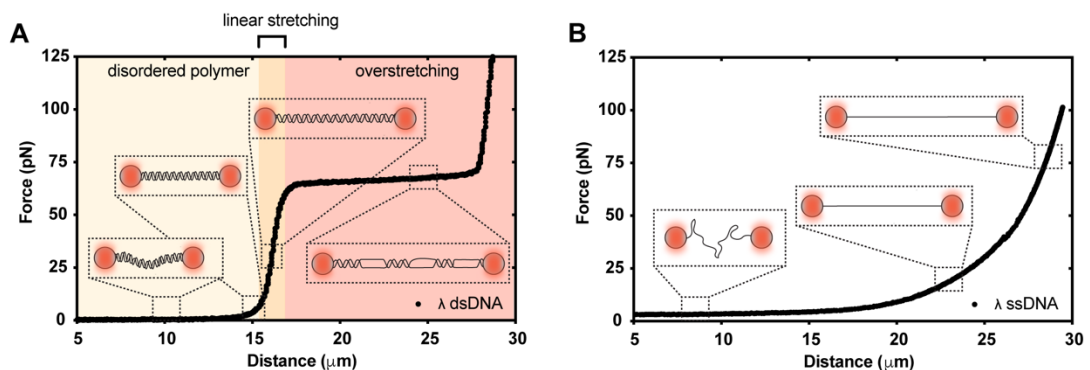 linear stretching
A
B
disordered polymer
overstretching
Force (pN)
125
100
75
50
25
0
λ dsDNA
5
10
15
20
25
30
Distance (μm)
Force (pN)
125
100
75
50
25
0
λ ssDNA
5
10
15
20
25
30
Distance (μm)